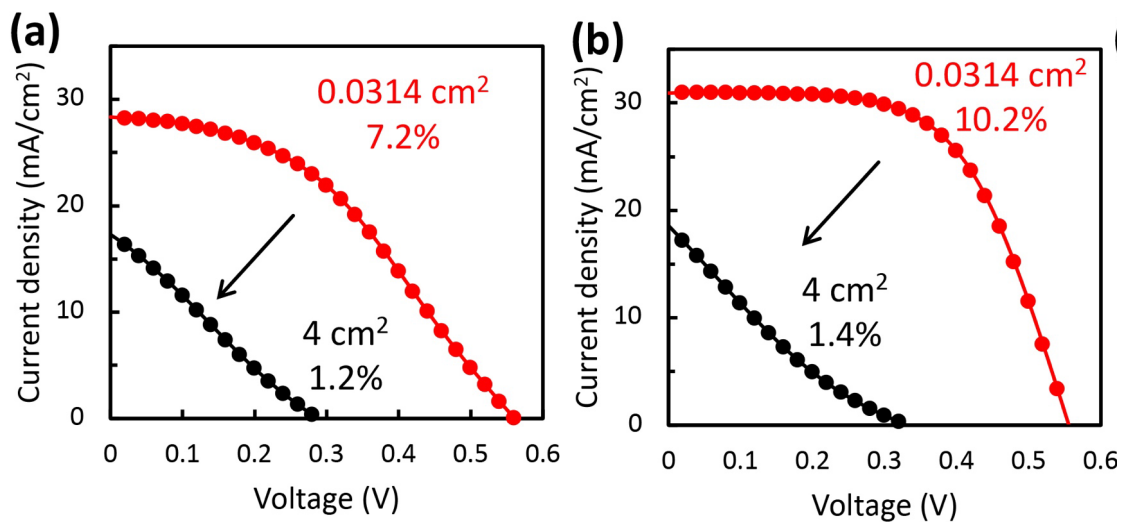 (a)
Current density (mA/cm²)
30
20
10
0
0.0314 cm²
7.2%
4 cm²
1.2%
0 0.1 0.2 0.3 0.4 0.5 0.6
Voltage (V)
(b)
Current density (mA/cm²)
30
20
10
0
0.0314 cm²
10.2%
4 cm²
1.4%
0 0.1 0.2 0.3 0.4 0.5 0.6
Voltage (V)